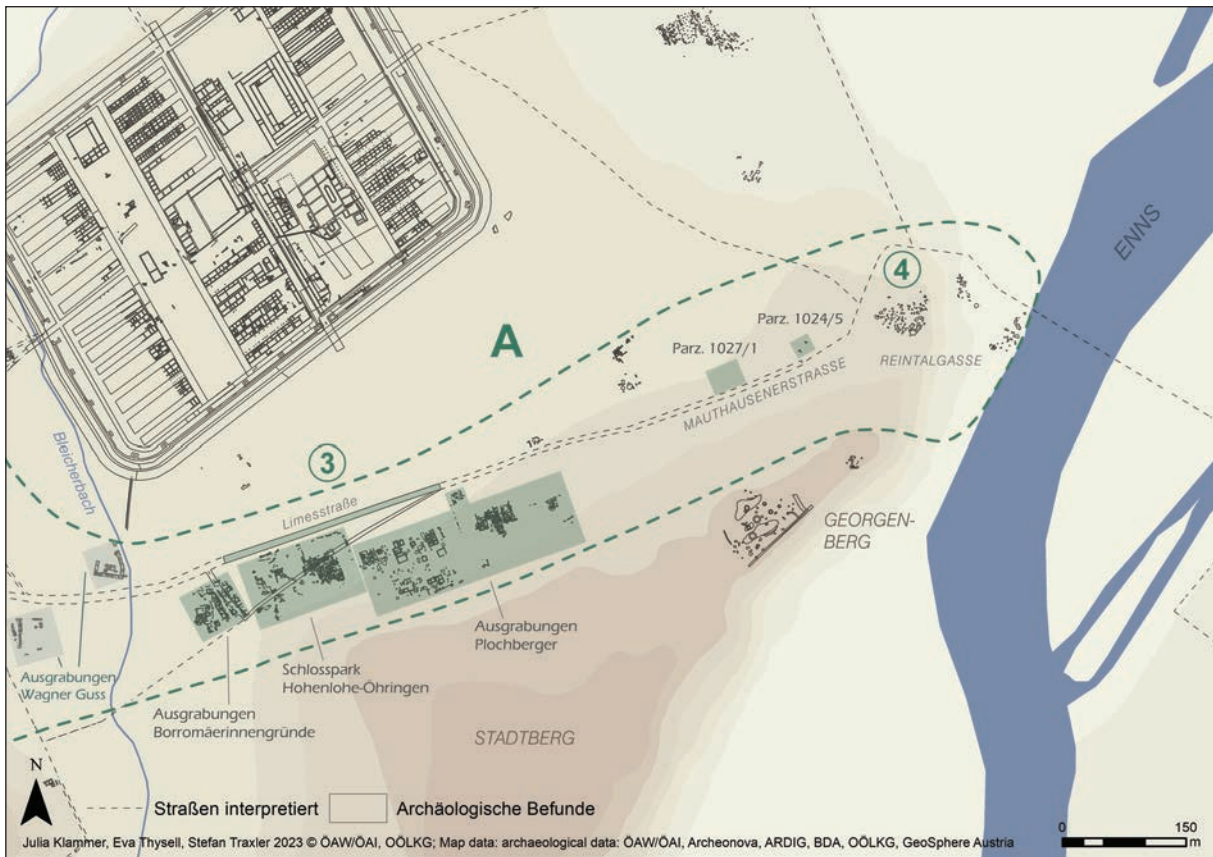 ENNS
4
Parz. 1024/5
Parz. 1027/1
REINTALGASSE
A
MAUTHAUSENERSTRASSE
3
Bleicherbach
Limesstraße
GEORGEN-
BERG
Ausgrabungen
Plochberger
Schlosspark
Hohenlohe-Öhringen
Ausgrabungen
Wagner Guss
Ausgrabungen
Borromäerinnengründe
STADTBERG
N
Straßen interpretiert
Archäologische Befunde
0 150
m
Julia Klammer, Eva Thysell, Stefan Traxler 2023 © ÖAW/ÖAI, OÖLKG; Map data: archaeological data: ÖAW/ÖAI, Archeonova, ARDIG, BDA, OÖLKG, GeoSphere Austria